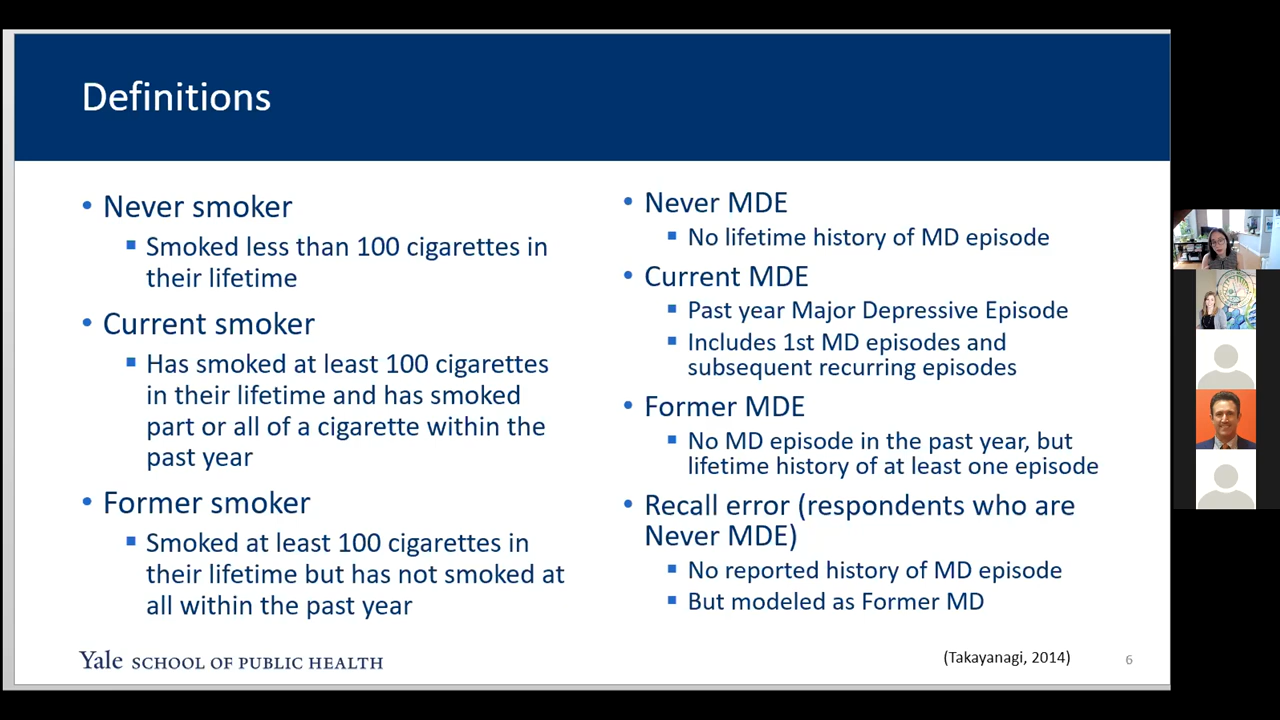 Definitions
• Never smoker
▪ Smoked less than 100 cigarettes in
their lifetime
• Current smoker
▪ Has smoked at least 100 cigarettes
in their lifetime and has smoked
part or all of a cigarette within the
past year
• Former smoker
▪ Smoked at least 100 cigarettes in
their lifetime but has not smoked at
all within the past year
• Never MDE
▪ No lifetime history of MD episode
• Current MDE
▪ Past year Major Depressive Episode
▪ Includes 1st MD episodes and
subsequent recurring episodes
• Former MDE
▪ No MD episode in the past year, but
lifetime history of at least one episode
• Recall error (respondents who are
Never MDE)
▪ No reported history of MD episode
▪ But modeled as Former MD
Yale SCHOOL OF PUBLIC HEALTH
(Takayanagi, 2014)
6